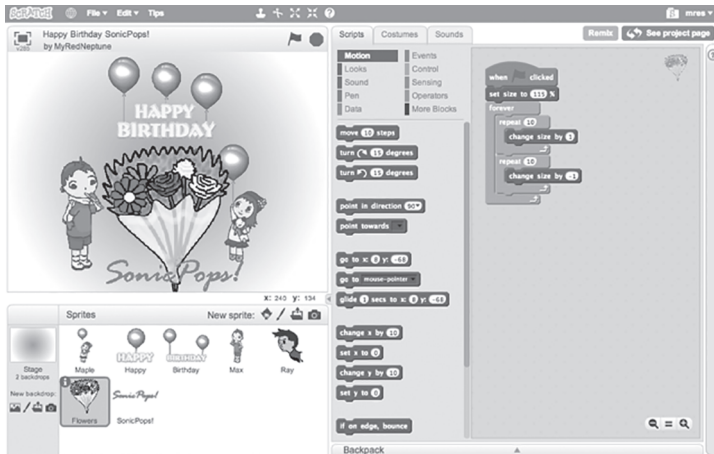 SCRATCH File Edit Tips mres
Happy Birthday SonicPops!
by MyRedNeptune
HAPPY
BIRTHDAY
SonicPops!
x: 240 y: 134
Sprites New sprite:
Stage
2 backdrops
New backdrop:
Maple
Happy
Birthday
Max
Ray
Flowers
SonicPops!
SonicPops!
Scripts Costumes Sounds
Remix See project page
Motion Events
Looks Control
Sound Sensing
Pen Operators
Data More Blocks
move 10 steps
turn 15 degrees
turn 15 degrees
point in direction 90
point towards
go to x: 0 y: -68
go to mouse-pointer
glide 1 secs to x: 0 y: -68
change x by 10
set x to 0
change y by 10
set y to 0
if on edge, bounce
when clicked
set size to 115 %
forever
repeat 10
change size by 1
repeat 10
change size by -1
Backpack